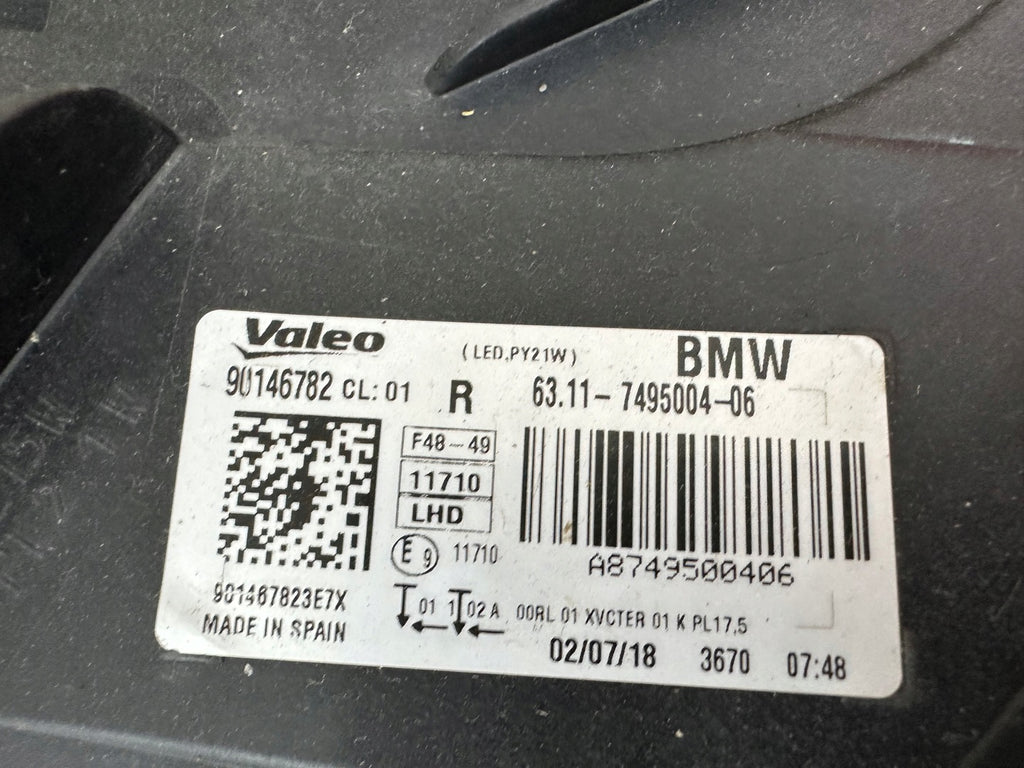 Valeo
(LED,PY21W)
BMW
90146782 CL: 01
R
63.11-7495004-06
F48-49
11710
LHD
E 9 11710
A8749500406
901467823E7X
MADE IN SPAIN
01 1 02 A 00RL 01 XVCTER 01 K PL17,5
02/07/18 3670 07:48